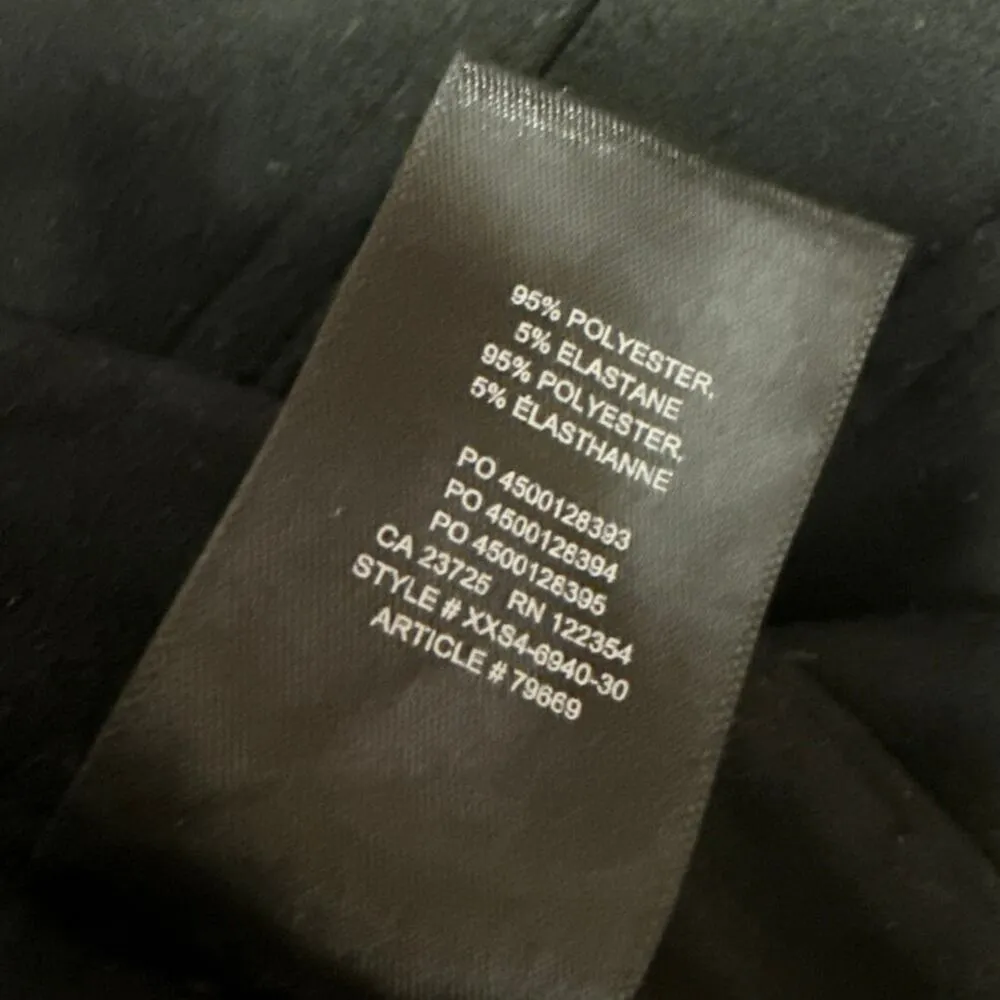 95% POLYESTER,
5% ELASTANE
95% POLYESTER,
5% ÉLASTHANNE
PO 4500128393
PO 4500128394
PO 4500128395
CA 23725 RN 122354
STYLE # XXS4-6940-30
ARTICLE # 79669